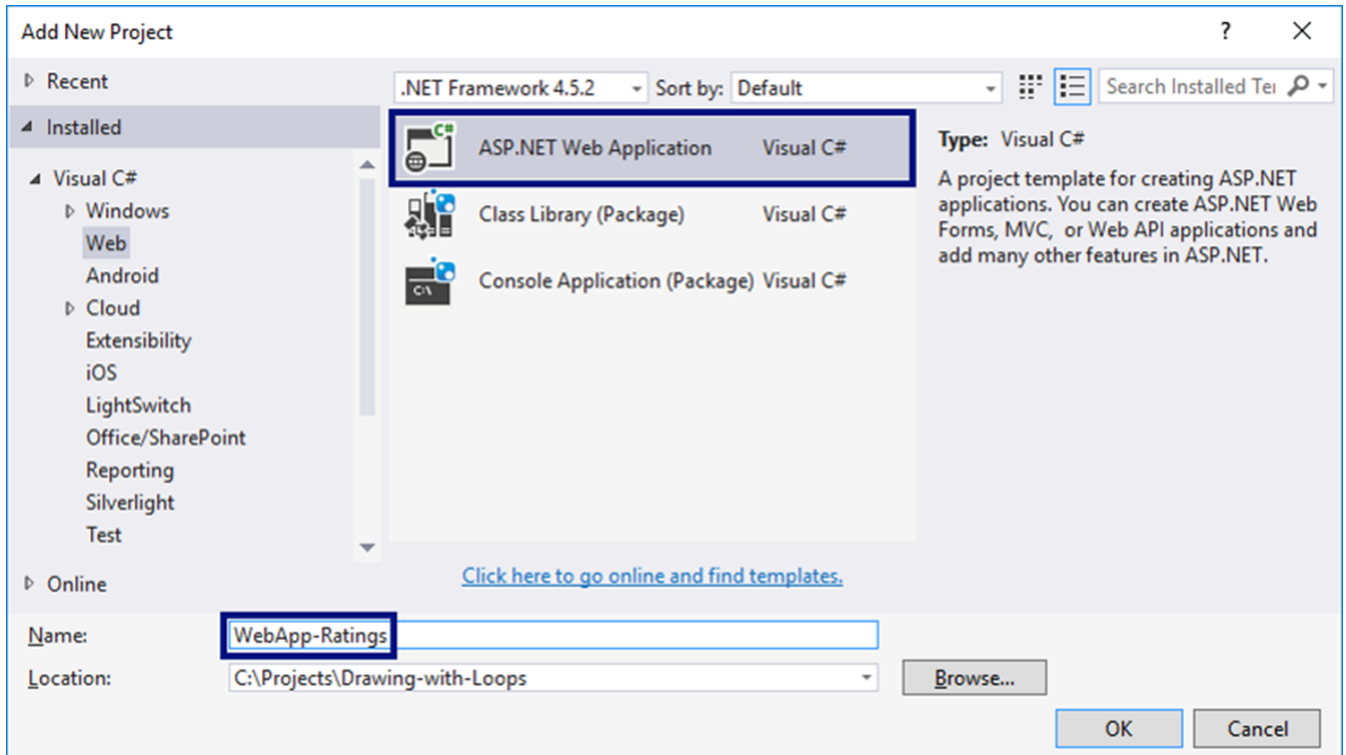 Add New Project
?
Recent
.NET Framework 4.5.2 Sort by: Default
Installed
Visual C#
Windows
Web
Android
Cloud
Extensibility
iOS
LightSwitch
Office/SharePoint
Reporting
Silverlight
Test
Online
C# ASP.NET Web Application Visual C#
Class Library (Package) Visual C#
C:\ Console Application (Package) Visual C#
Click here to go online and find templates.
Search Installed Te
Type: Visual C#
A project template for creating ASP.NET
applications. You can create ASP.NET Web
Forms, MVC, or Web API applications and
add many other features in ASP.NET.
Name: WebApp-Ratings
Location: C:\Projects\Drawing-with-Loops
Browse...
OK Cancel